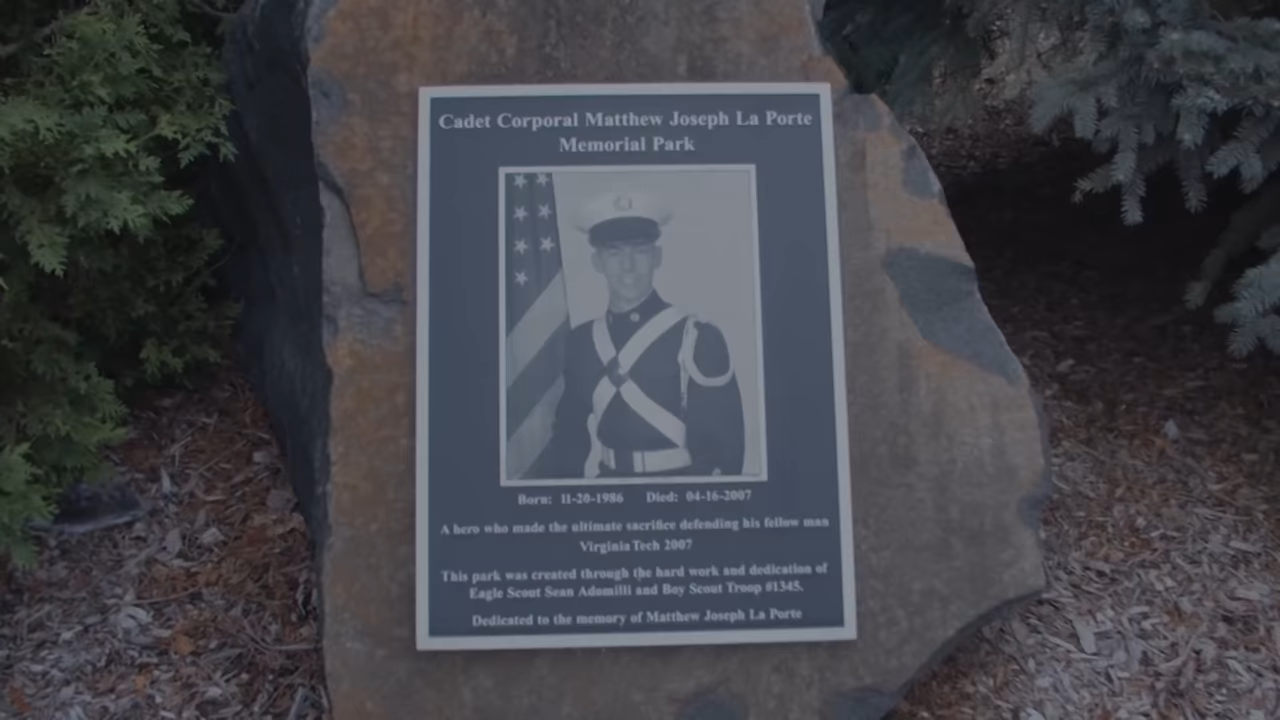 Cadet Corporal Matthew Joseph La Porte
Memorial Park
Born: 11-20-1986 Died: 04-16-2007
A hero who made the ultimate sacrifice defending his fellow man
Virginia Tech 2007
This park was created through the hard work and dedication of
Eagle Scout Sean Adomilli and Boy Scout Troop #1345.
Dedicated to the memory of Matthew Joseph La Porte